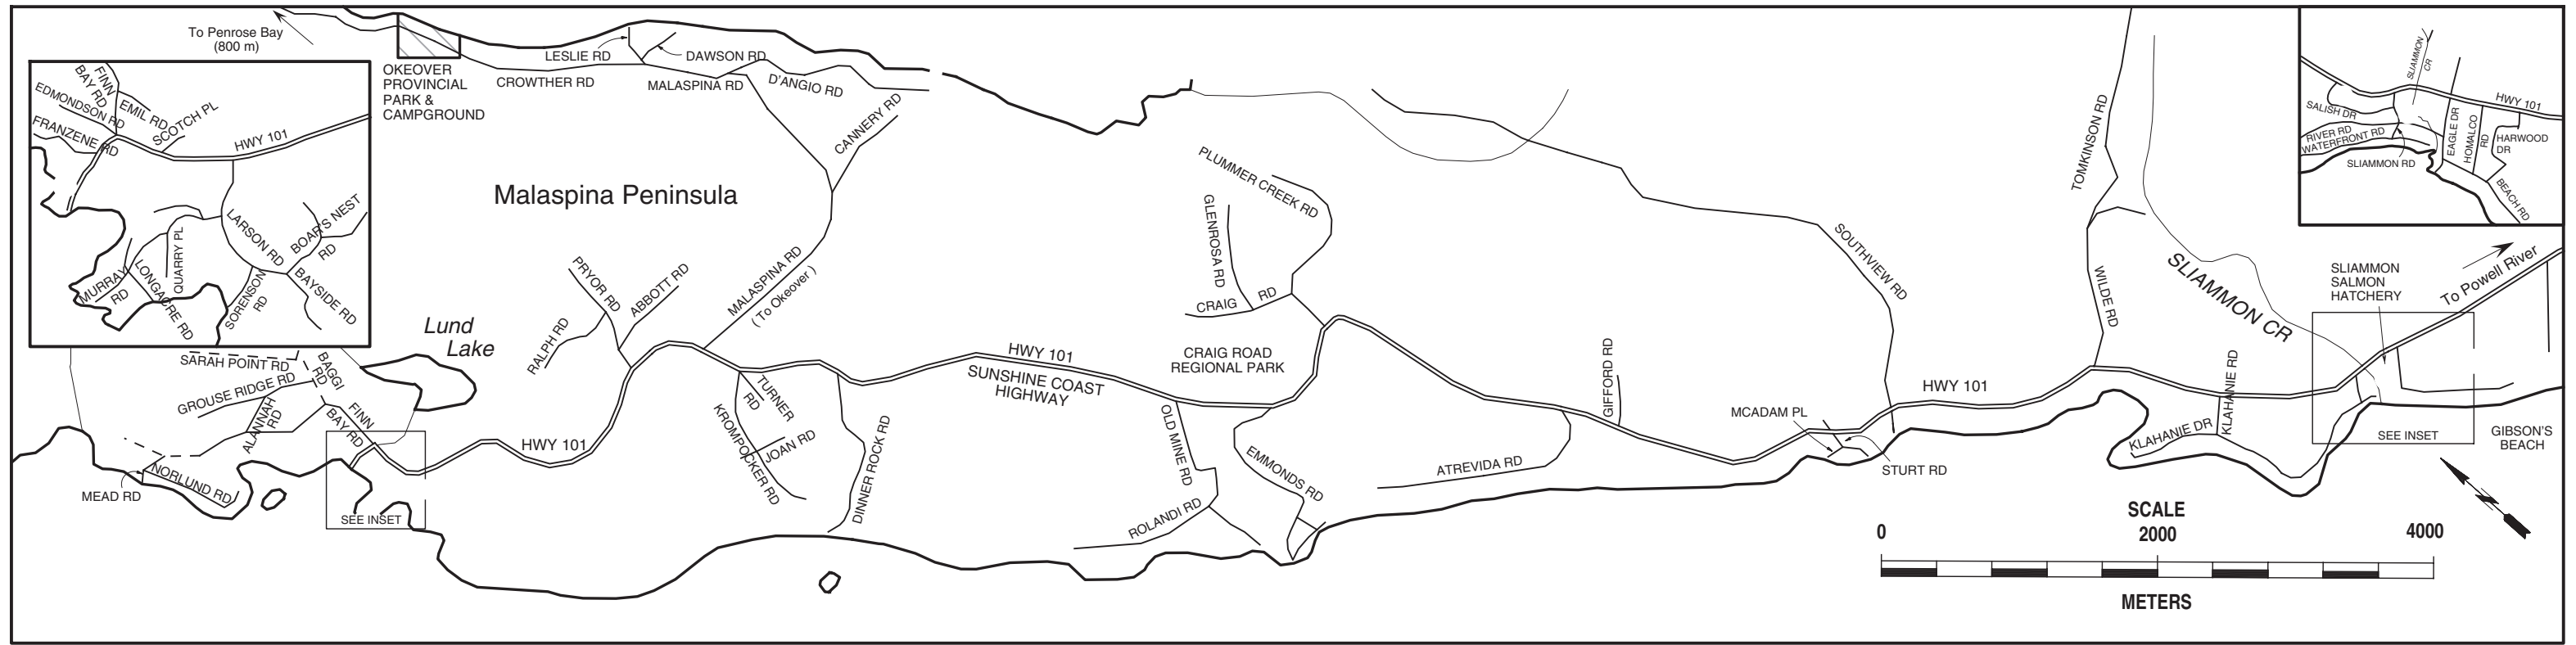 To Penrose Bay
(800 m)
OKEOVER
PROVINCIAL
PARK &
CAMPGROUND
LESLIE RD
DAWSON RD
CROWTHER RD
MALASPINA RD
D'ANGIO RD
CANNERY RD
FINN
BAY RD
EDMONDSON RD
EMIL RD
SCOTCH PL
FRANZENE RD
HWY 101
LARSON RD
BOAR'S NEST
RD
QUARRY PL
MURRAY
RD
LONGACRE RD
SORENSON
RD
BAYSIDE RD
Malaspina Peninsula
Lund
Lake
PRYOR RD
ABBOTT RD
RALPH RD
MALASPINA RD
( To Okeover )
SARAH POINT RD
BAGGI
RD
GROUSE RIDGE RD
ALANNAH
RD
FINN
BAY RD
NORLUND RD
MEAD RD
SEE INSET
HWY 101
TURNER
RD
KROMPOCKER RD
JOAN RD
DINNER ROCK RD
HWY 101
SUNSHINE COAST
HIGHWAY
PLUMMER CREEK RD
GLENROSA RD
CRAIG RD
CRAIG ROAD
REGIONAL PARK
OLD MINE RD
ROLANDI RD
EMMONDS RD
ATREVIDA RD
GIFFORD RD
SOUTHVIEW RD
MCADAM PL
STURT RD
HWY 101
TOMKINSON RD
WILDE RD
SLIAMMON CR
KLAHANIE RD
KLAHANIE DR
SLIAMMON
SALMON
HATCHERY
To Powell River
SEE INSET
GIBSON'S
BEACH
SLIAMMON
CR
HWY 101
SALISH DR
RIVER RD
WATERFRONT RD
SLIAMMON RD
EAGLE DR
HOMALCO
RD
HARWOOD
DR
BEACH RD
SCALE
0 2000 4000
METERS